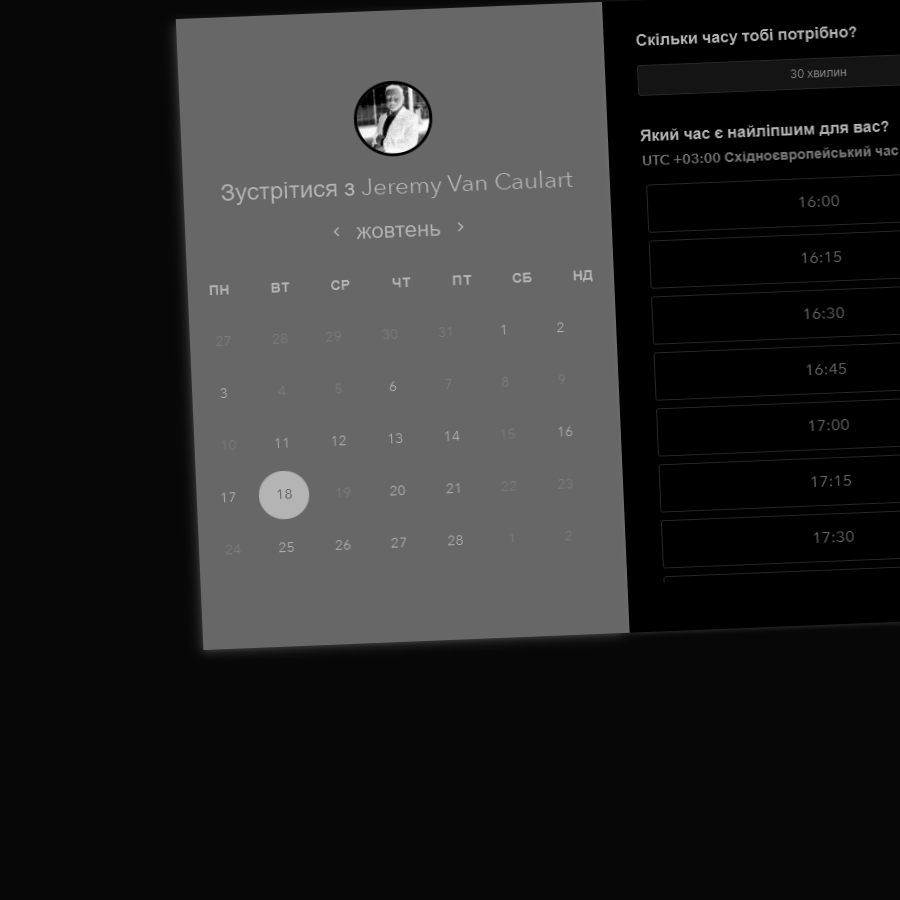 Зустрітися з Jeremy Van Caulart
жовтень
ПН ВТ СР ЧТ ПТ СБ НД
27 28 29 30 31 1 2
3 4 5 6 7 8 9
10 11 12 13 14 15 16
17 18 19 20 21 22 23
24 25 26 27 28 1 2
Скільки часу тобі потрібно?
30 хвилин
Який час є найліпшим для вас?
UTC +03:00 Східноєвропейський час
16:00
16:15
16:30
16:45
17:00
17:15
17:30